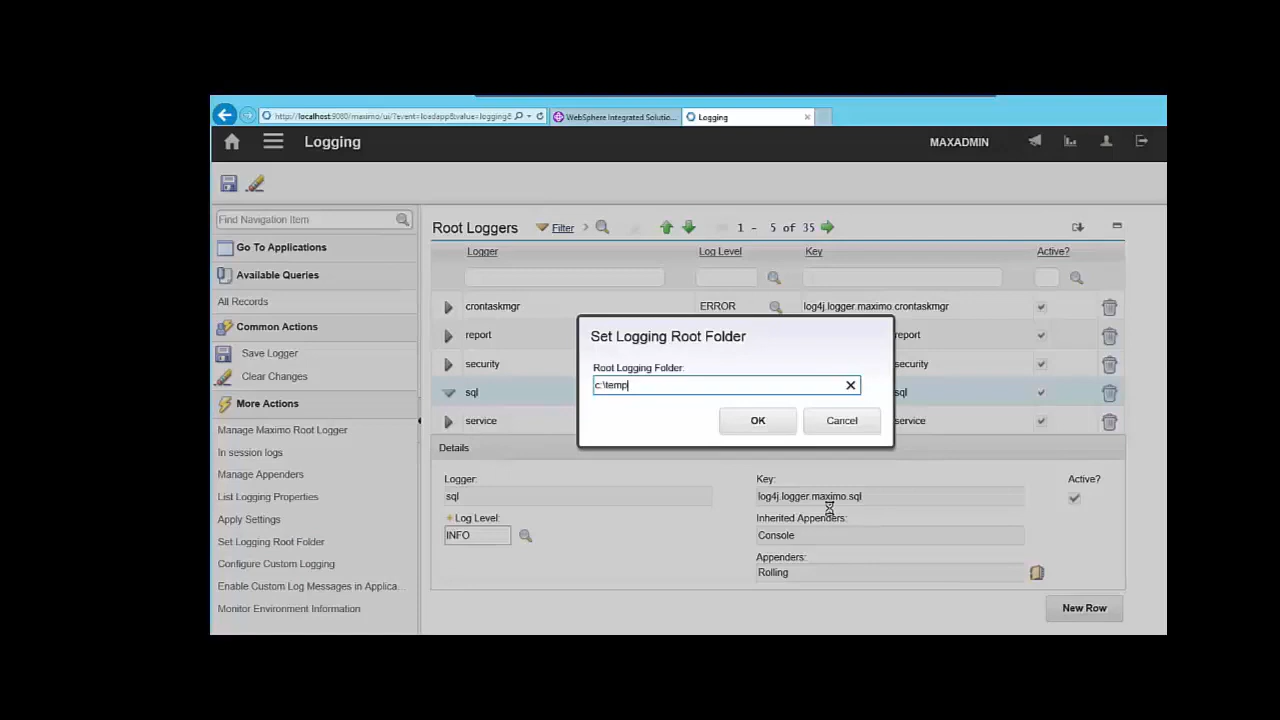 http://localhost:9080/maximo/ui/?event=loadapp&value=logging&
WebSphere Integrated Solutio...
Logging
Logging
MAXADMIN
Find Navigation Item
Go To Applications
Available Queries
All Records
Common Actions
Save Logger
Clear Changes
More Actions
Manage Maximo Root Logger
In session logs
Manage Appenders
List Logging Properties
Apply Settings
Set Logging Root Folder
Configure Custom Logging
Enable Custom Log Messages in Applica...
Monitor Environment Information
Root Loggers Filter 1 - 5 of 35
Logger Log Level Key Active?
crontaskmgr ERROR log4j.logger.maximo.crontaskmgr
report report
security security
sql sql
service service
Set Logging Root Folder
Root Logging Folder:
c:\temp
OK Cancel
Details
Logger: Key: Active?
sql log4j.logger.maximo.sql
Log Level: Inherited Appenders:
INFO Console
Appenders:
Rolling
New Row